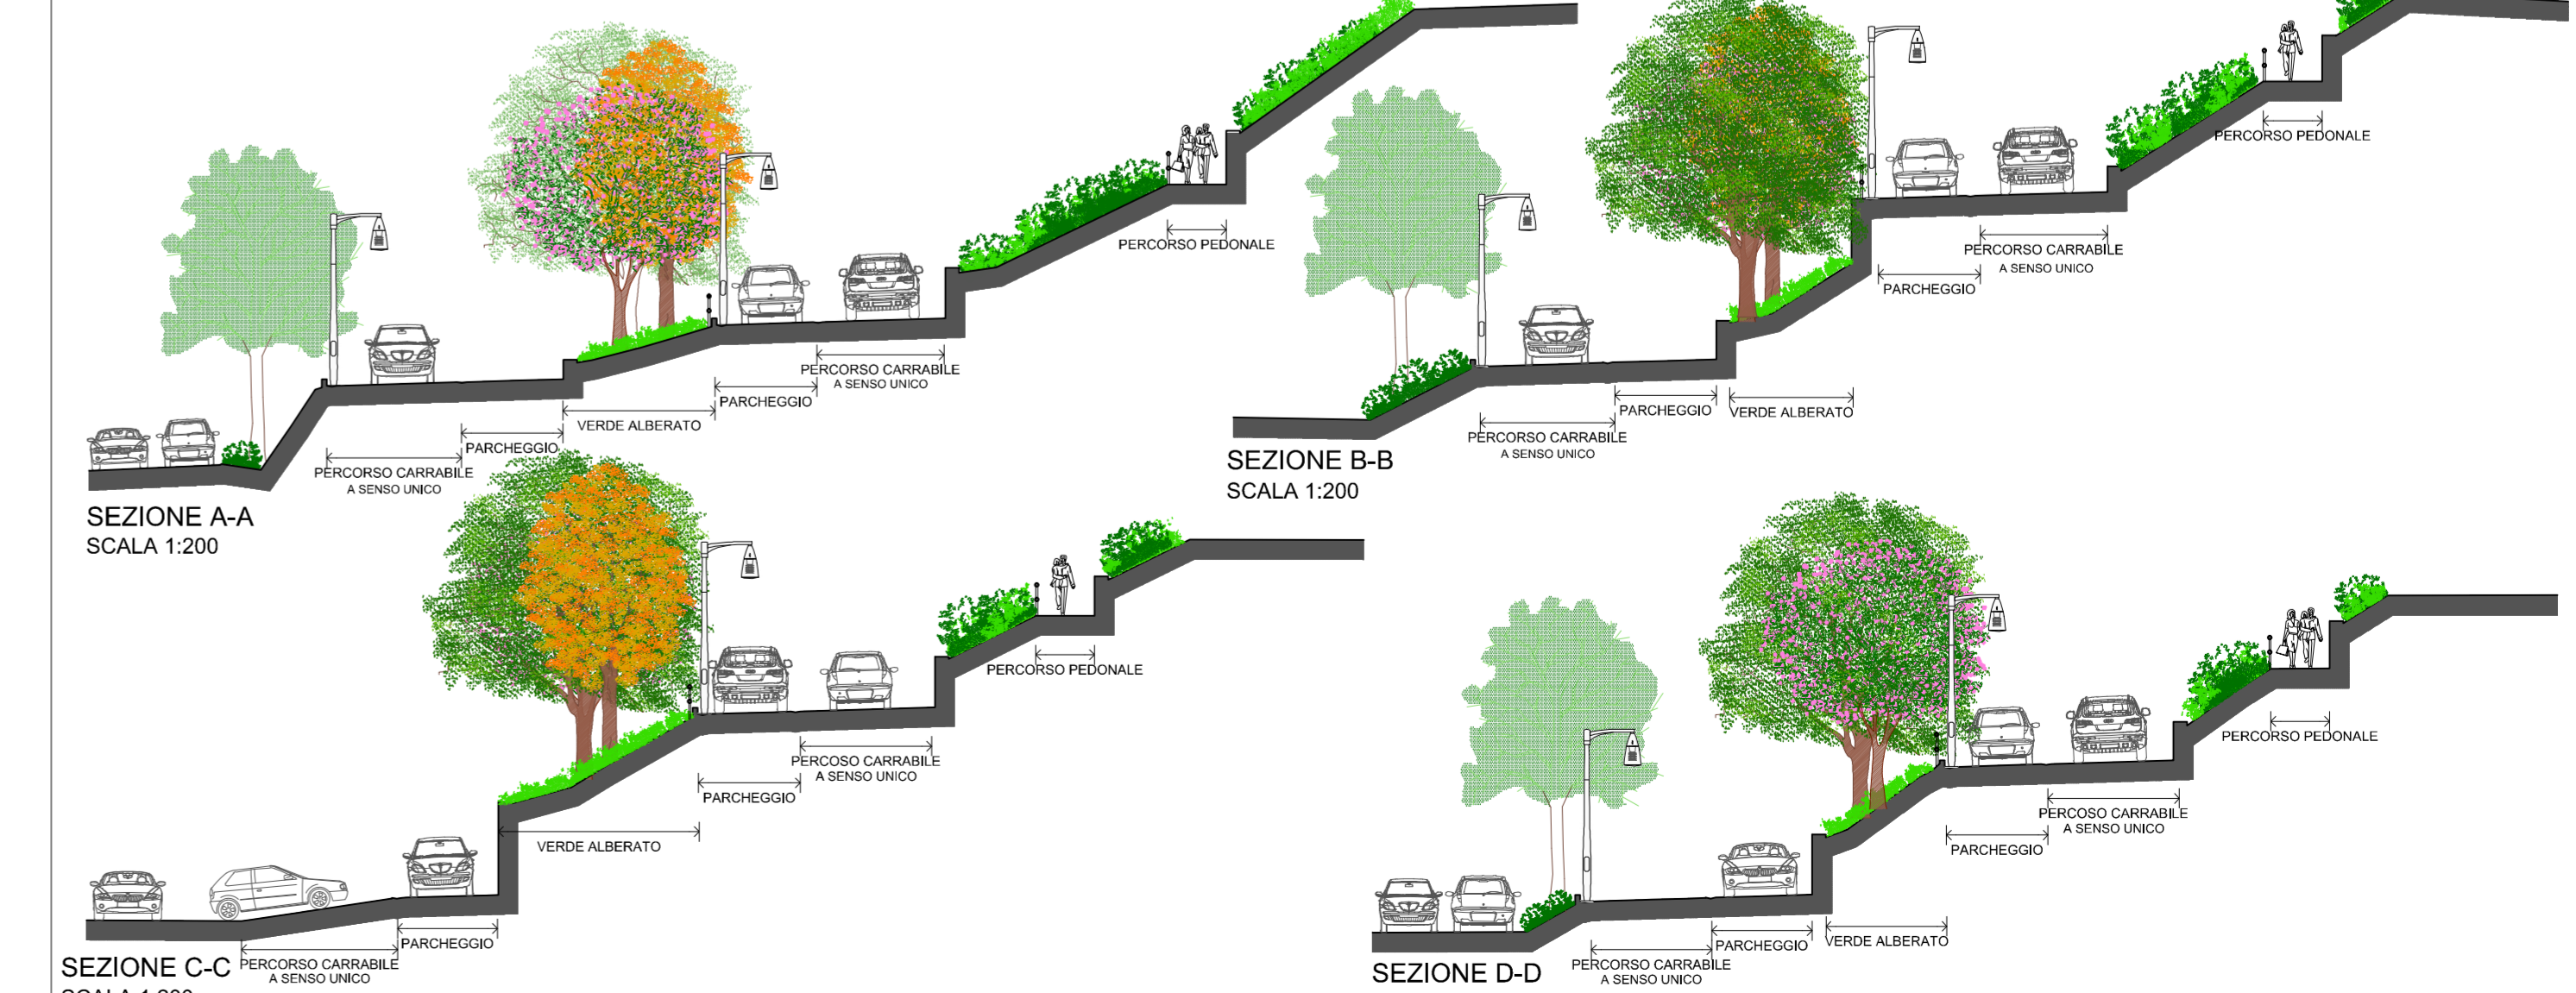 PERCORSO PEDONALE
PERCORSO CARRABILE
A SENSO UNICO
PARCHEGGIO
VERDE ALBERATO
PARCHEGGIO
PERCORSO CARRABILE
A SENSO UNICO
SEZIONE A-A
SCALA 1:200
PERCORSO PEDONALE
PERCORSO CARRABILE
A SENSO UNICO
PARCHEGGIO
VERDE ALBERATO
PARCHEGGIO
PERCORSO CARRABILE
A SENSO UNICO
SEZIONE B-B
SCALA 1:200
PERCORSO PEDONALE
PERCOSO CARRABILE
A SENSO UNICO
PARCHEGGIO
VERDE ALBERATO
PARCHEGGIO
PERCORSO CARRABILE
A SENSO UNICO
SEZIONE C-C
SCALA 1:200
PERCORSO PEDONALE
PERCOSO CARRABILE
A SENSO UNICO
PARCHEGGIO
VERDE ALBERATO
PARCHEGGIO
PERCORSO CARRABILE
A SENSO UNICO
SEZIONE D-D